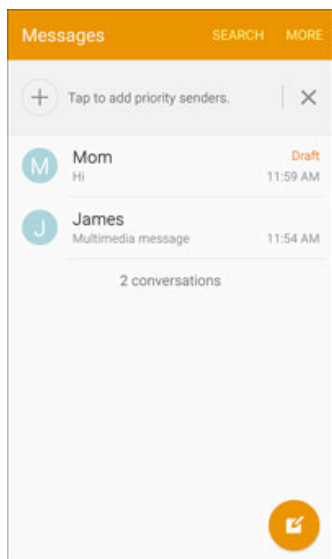 Messages SEARCH MORE
Tap to add priority senders.
M Mom Draft
Hi 11:59 AM
J James
Multimedia message 11:54 AM
2 conversations